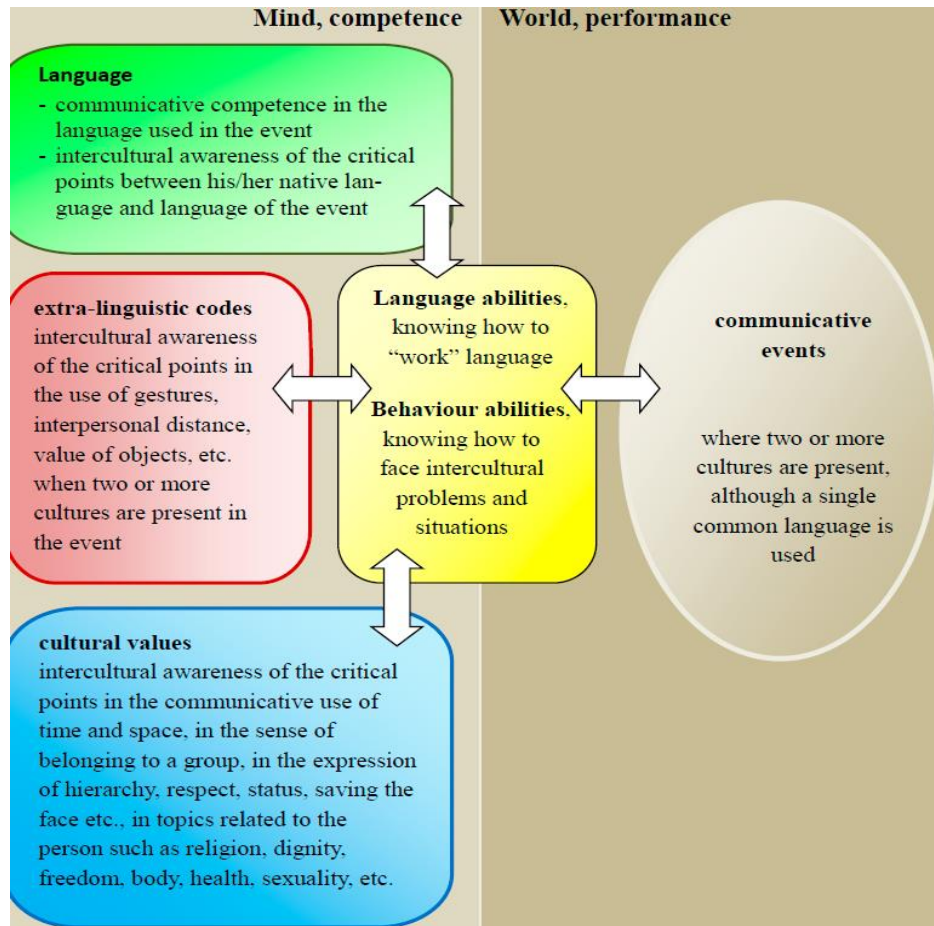 Mind, competence
World, performance
Language
- communicative competence in the
language used in the event
- intercultural awareness of the critical
points between his/her native lan-
guage and language of the event
extra-linguistic codes
intercultural awareness
of the critical points in
the use of gestures,
interpersonal distance,
value of objects, etc.
when two or more
cultures are present in
the event
cultural values
intercultural awareness of the critical
points in the communicative use of
time and space, in the sense of
belonging to a group, in the expression
of hierarchy, respect, status, saving the
face etc., in topics related to the
person such as religion, dignity,
freedom, body, health, sexuality, etc.
Language abilities,
knowing how to
“work” language
Behaviour abilities,
knowing how to
face intercultural
problems and
situations
communicative
events
where two or more
cultures are present,
although a single
common language is
used